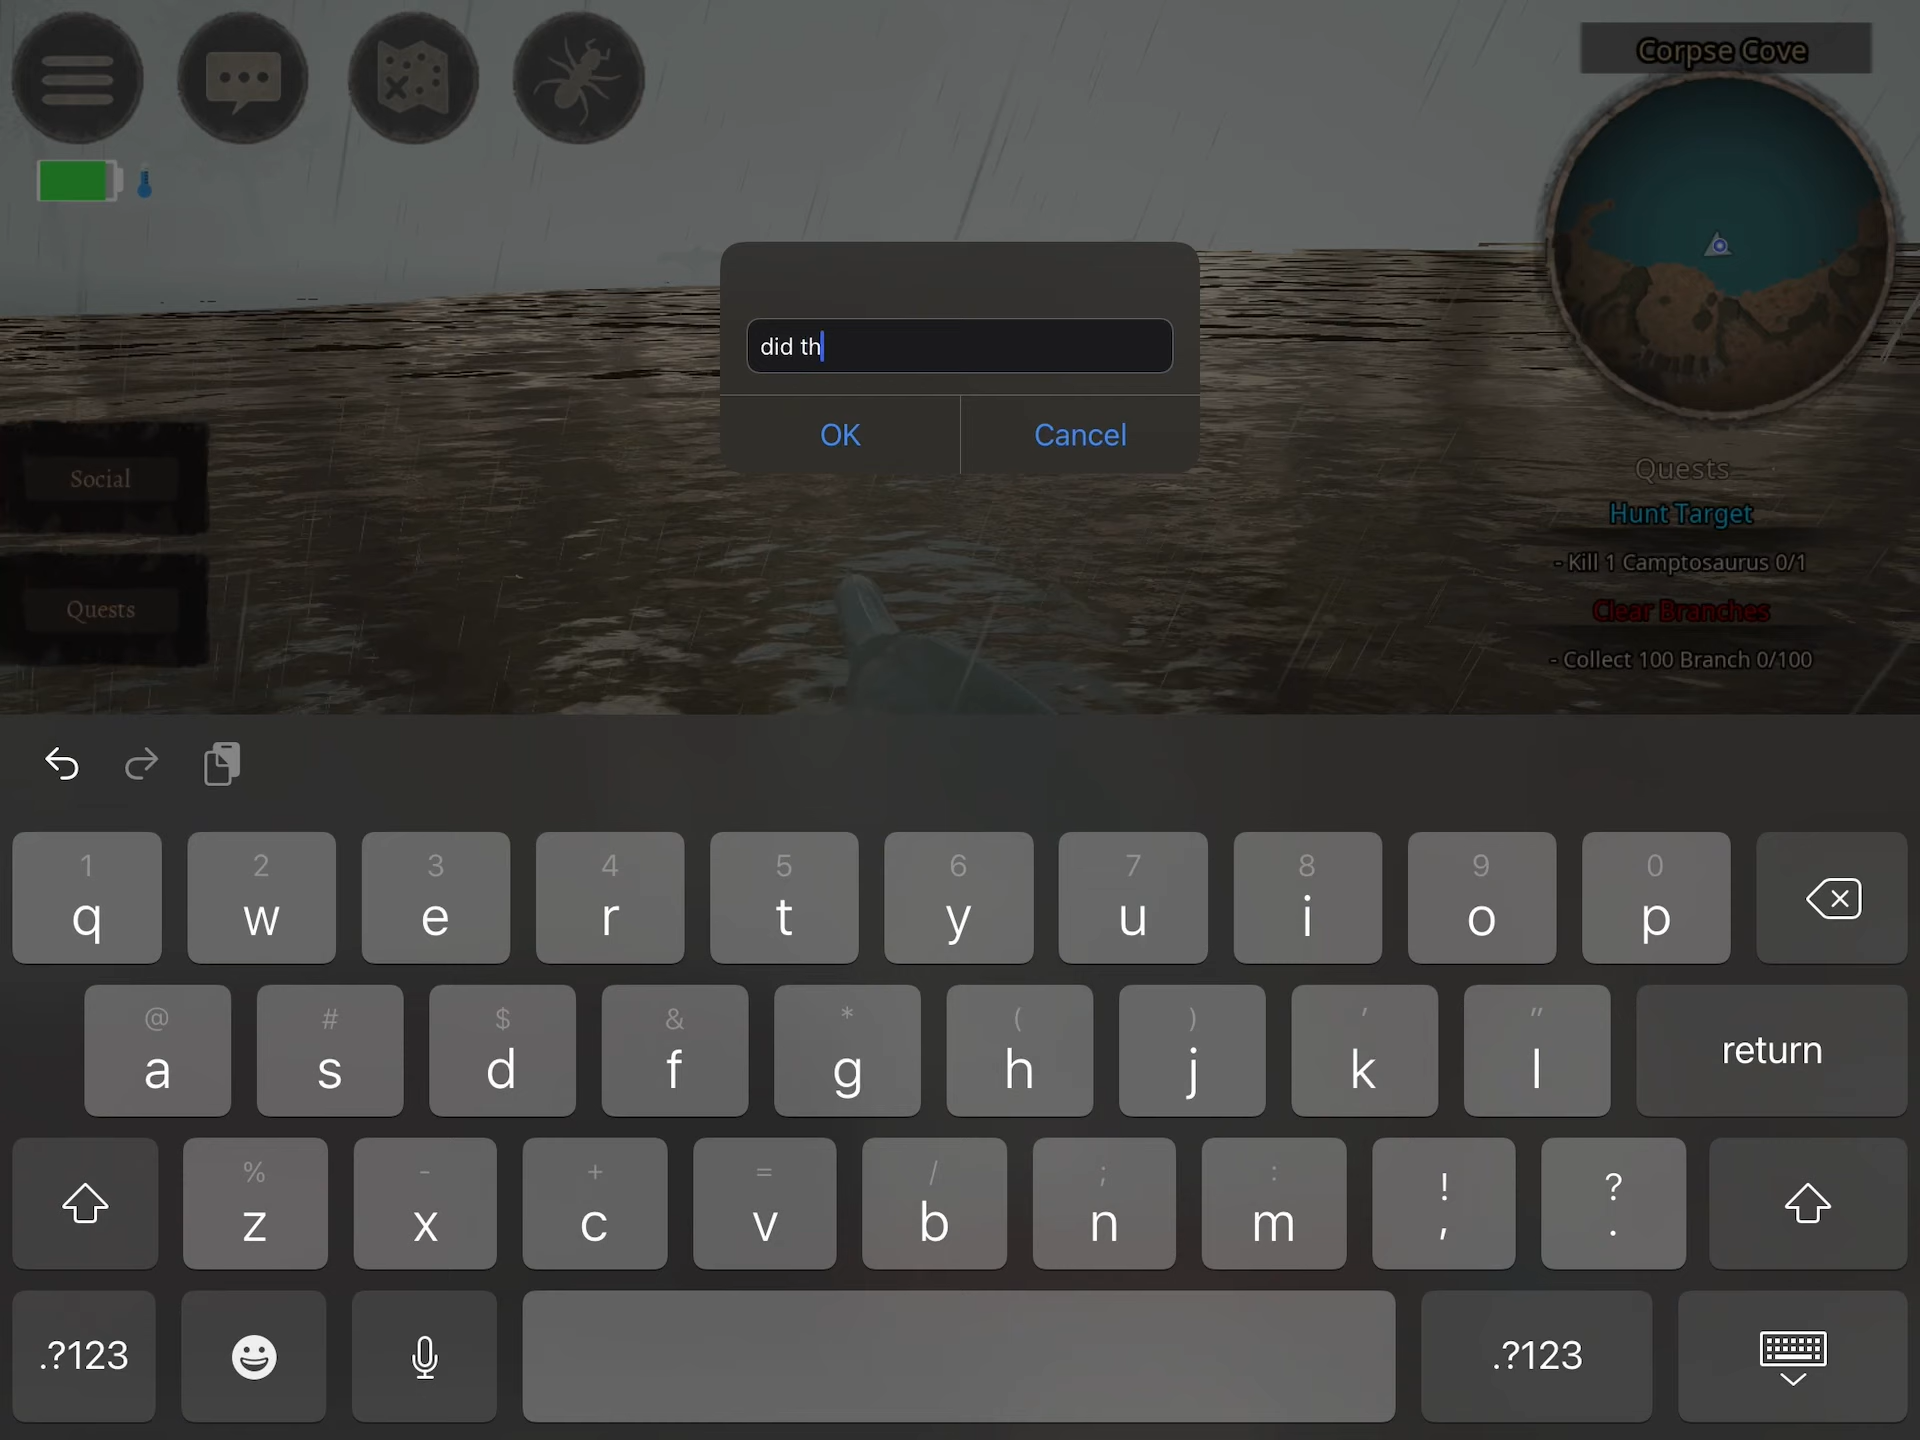 Corpse Cove
did th
OK
Cancel
Social
Quests
Quests
Hunt Target
- Kill 1 Camptosaurus 0/1
Clear Branches
- Collect 100 Branch 0/100
1 2 3 4 5 6 7 8 9 0
q w e r t y u i o p
@ # $ & * ( ) ' "
a s d f g h j k l return
% - + = / ; : ! ?
z x c v b n m , .
.?123 .?123